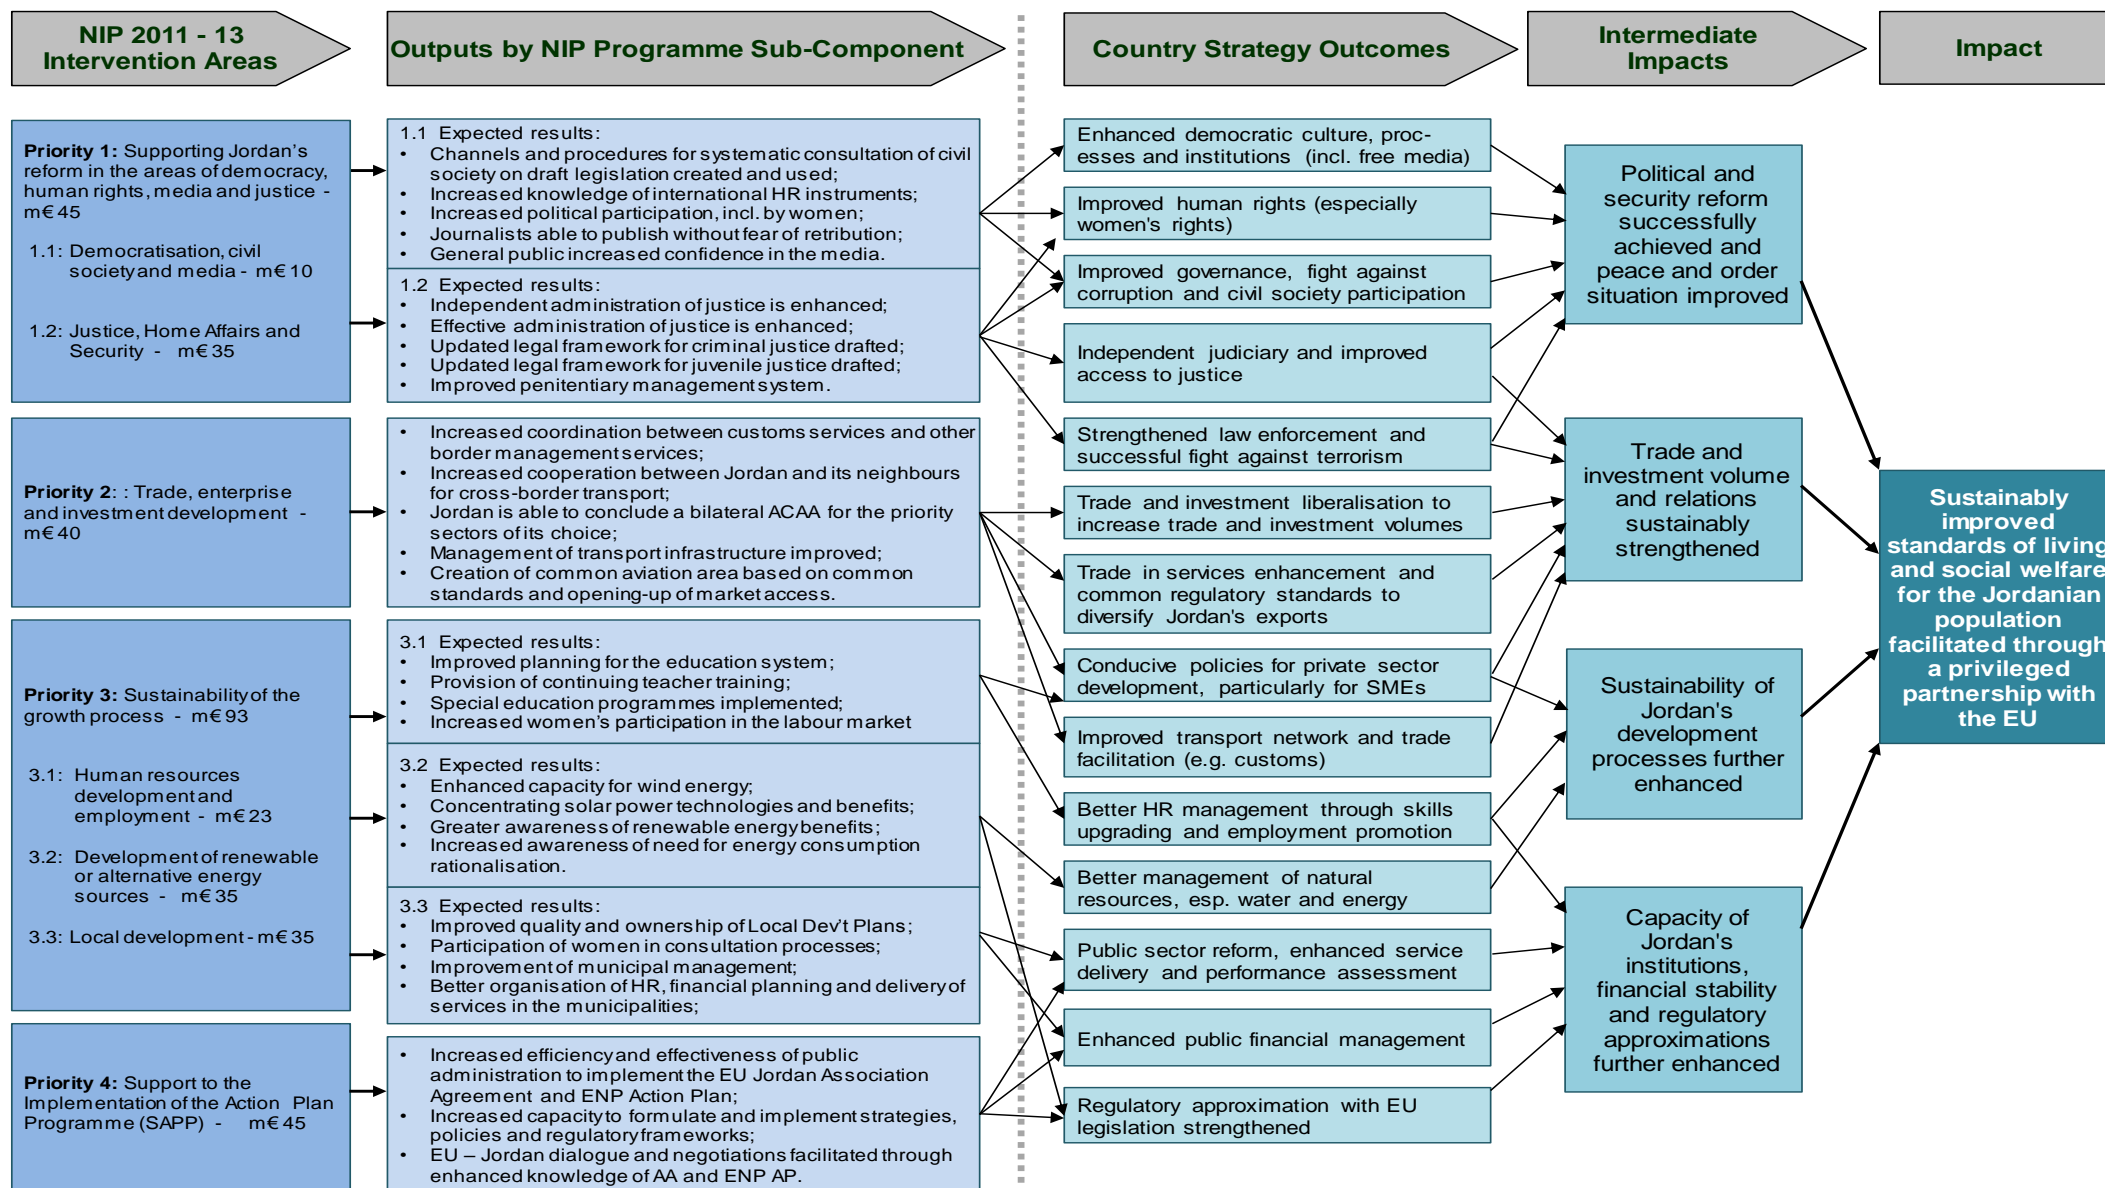 NIP 2011 - 13
Intervention Areas
Outputs by NIP Programme Sub-Component
Country Strategy Outcomes
Intermediate
Impacts
Impact
Priority 1: Supporting Jordan's
reform in the areas of democracy,
human rights, media and justice -
m€ 45
1.1: Democratisation, civil
society and media - m€ 10
1.2: Justice, Home Affairs and
Security - m€ 35
Priority 2: : Trade, enterprise
and investment development -
m€ 40
Priority 3: Sustainability of the
growth process - m€ 93
3.1: Human resources
development and
employment - m€ 23
3.2: Development of renewable
or alternative energy
sources - m€ 35
3.3: Local development - m€ 35
Priority 4: Support to the
Implementation of the Action Plan
Programme (SAPP) - m€ 45
1.1 Expected results:
• Channels and procedures for systematic consultation of civil
society on draft legislation created and used;
• Increased knowledge of international HR instruments;
• Increased political participation, incl. by women;
• Journalists able to publish without fear of retribution;
• General public increased confidence in the media.
1.2 Expected results:
• Independent administration of justice is enhanced;
• Effective administration of justice is enhanced;
• Updated legal framework for criminal justice drafted;
• Updated legal framework for juvenile justice drafted;
• Improved penitentiary management system.
• Increased coordination between customs services and other
border management services;
• Increased cooperation between Jordan and its neighbours
for cross-border transport;
• Jordan is able to conclude a bilateral ACAA for the priority
sectors of its choice;
• Management of transport infrastructure improved;
• Creation of common aviation area based on common
standards and opening-up of market access.
3.1 Expected results:
• Improved planning for the education system;
• Provision of continuing teacher training;
• Special education programmes implemented;
• Increased women's participation in the labour market
3.2 Expected results:
• Enhanced capacity for wind energy;
• Concentrating solar power technologies and benefits;
• Greater awareness of renewable energy benefits;
• Increased awareness of need for energy consumption
rationalisation.
3.3 Expected results:
• Improved quality and ownership of Local Dev't Plans;
• Participation of women in consultation processes;
• Improvement of municipal management;
• Better organisation of HR, financial planning and delivery of
services in the municipalities;
• Increased efficiency and effectiveness of public
administration to implement the EU Jordan Association
Agreement and ENP Action Plan;
• Increased capacity to formulate and implement strategies,
policies and regulatory frameworks;
• EU – Jordan dialogue and negotiations facilitated through
enhanced knowledge of AA and ENP AP.
Enhanced democratic culture, proc-
esses and institutions (incl. free media)
Improved human rights (especially
women's rights)
Improved governance, fight against
corruption and civil society participation
Independent judiciary and improved
access to justice
Strengthened law enforcement and
successful fight against terrorism
Trade and investment liberalisation to
increase trade and investment volumes
Trade in services enhancement and
common regulatory standards to
diversify Jordan's exports
Conducive policies for private sector
development, particularly for SMEs
Improved transport network and trade
facilitation (e.g. customs)
Better HR management through skills
upgrading and employment promotion
Better management of natural
resources, esp. water and energy
Public sector reform, enhanced service
delivery and performance assessment
Enhanced public financial management
Regulatory approximation with EU
legislation strengthened
Political and
security reform
successfully
achieved and
peace and order
situation improved
Trade and
investment volume
and relations
sustainably
strengthened
Sustainability of
Jordan's
development
processes further
enhanced
Capacity of
Jordan's
institutions,
financial stability
and regulatory
approximations
further enhanced
Sustainably
improved
standards of living
and social welfare
for the Jordanian
population
facilitated through
a privileged
partnership with
the EU